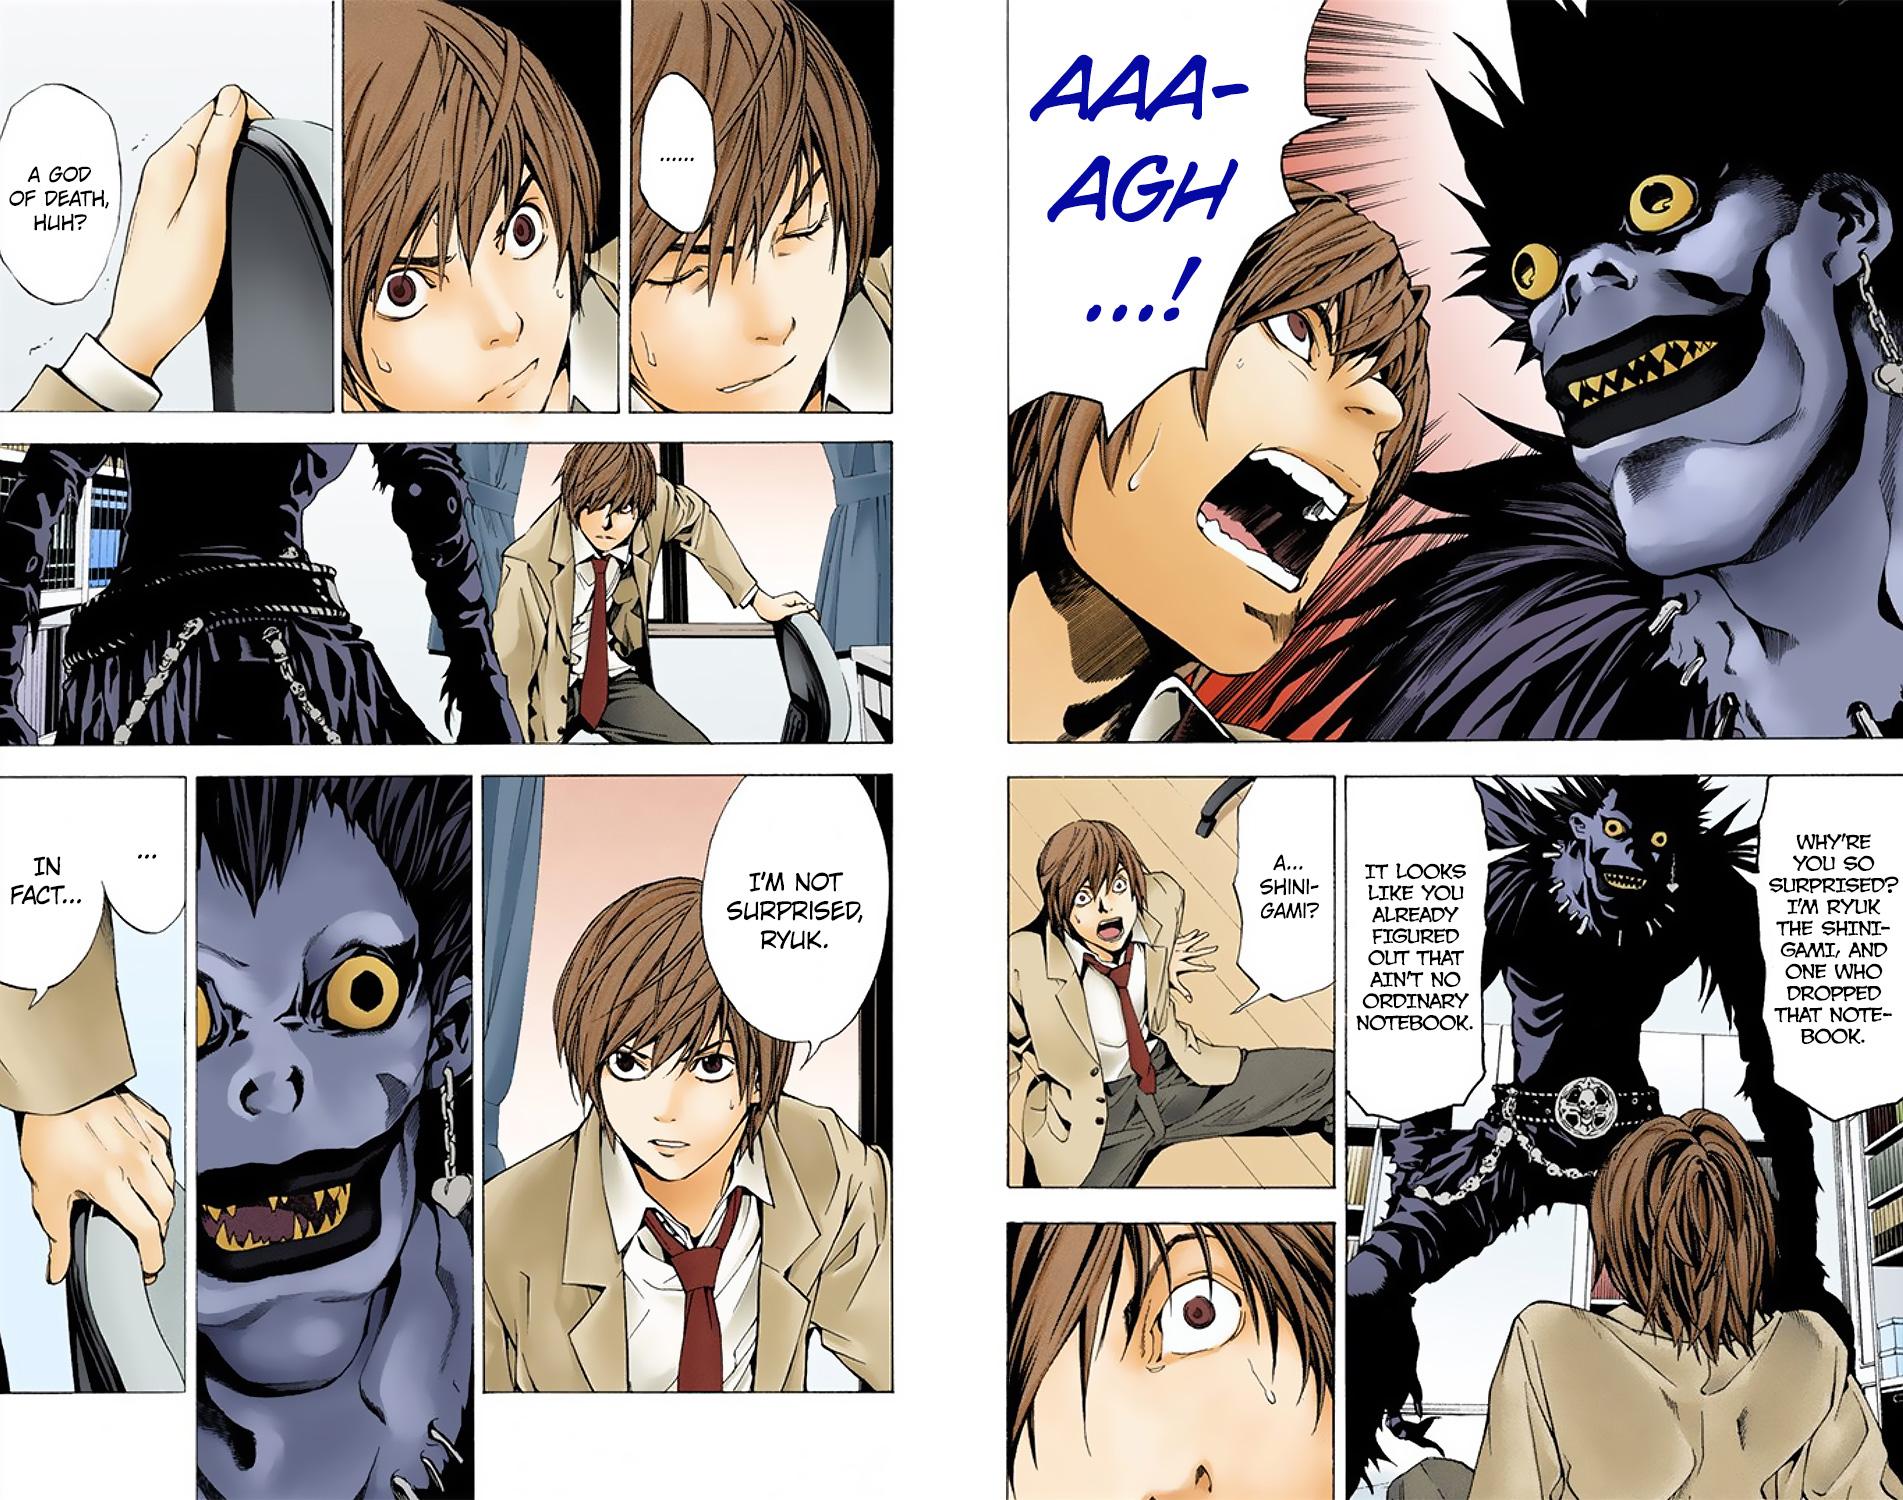 AAA-
AGH
...!
WHY'RE
YOU SO
SURPRISED?
I'M RYUK
THE SHINI-
GAMI, AND
ONE WHO
DROPPED
THAT NOTE-
BOOK.
IT LOOKS
LIKE YOU
ALREADY
FIGURED
OUT THAT
AIN'T NO
ORDINARY
NOTEBOOK.
A...
SHINI-
GAMI?
......
A GOD
OF DEATH,
HUH?
I'M NOT
SURPRISED,
RYUK.
...
IN
FACT...